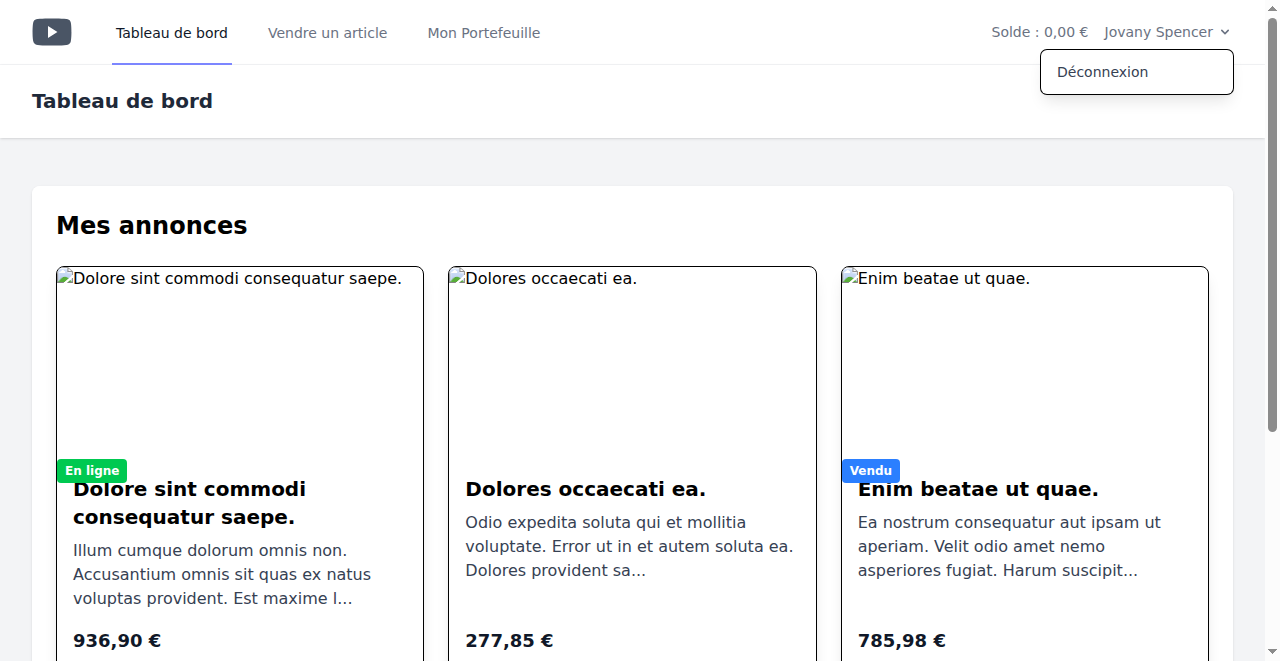 Tableau de bord
Vendre un article
Mon Portefeuille
Solde : 0,00 €
Jovany Spencer
Déconnexion
Tableau de bord
Mes annonces
Dolore sint commodi consequatur saepe.
En ligne
Dolore sint commodi
consequatur saepe.
Illum cumque dolorum omnis non.
Accusantium omnis sit quas ex natus
voluptas provident. Est maxime l...
936,90 €
Dolores occaecati ea.
Dolores occaecati ea.
Odio expedita soluta qui et mollitia
voluptate. Error ut in et autem soluta ea.
Dolores provident sa...
277,85 €
Enim beatae ut quae.
Vendu
Enim beatae ut quae.
Ea nostrum consequatur aut ipsam ut
aperiam. Velit odio amet nemo
asperiores fugiat. Harum suscipit...
785,98 €